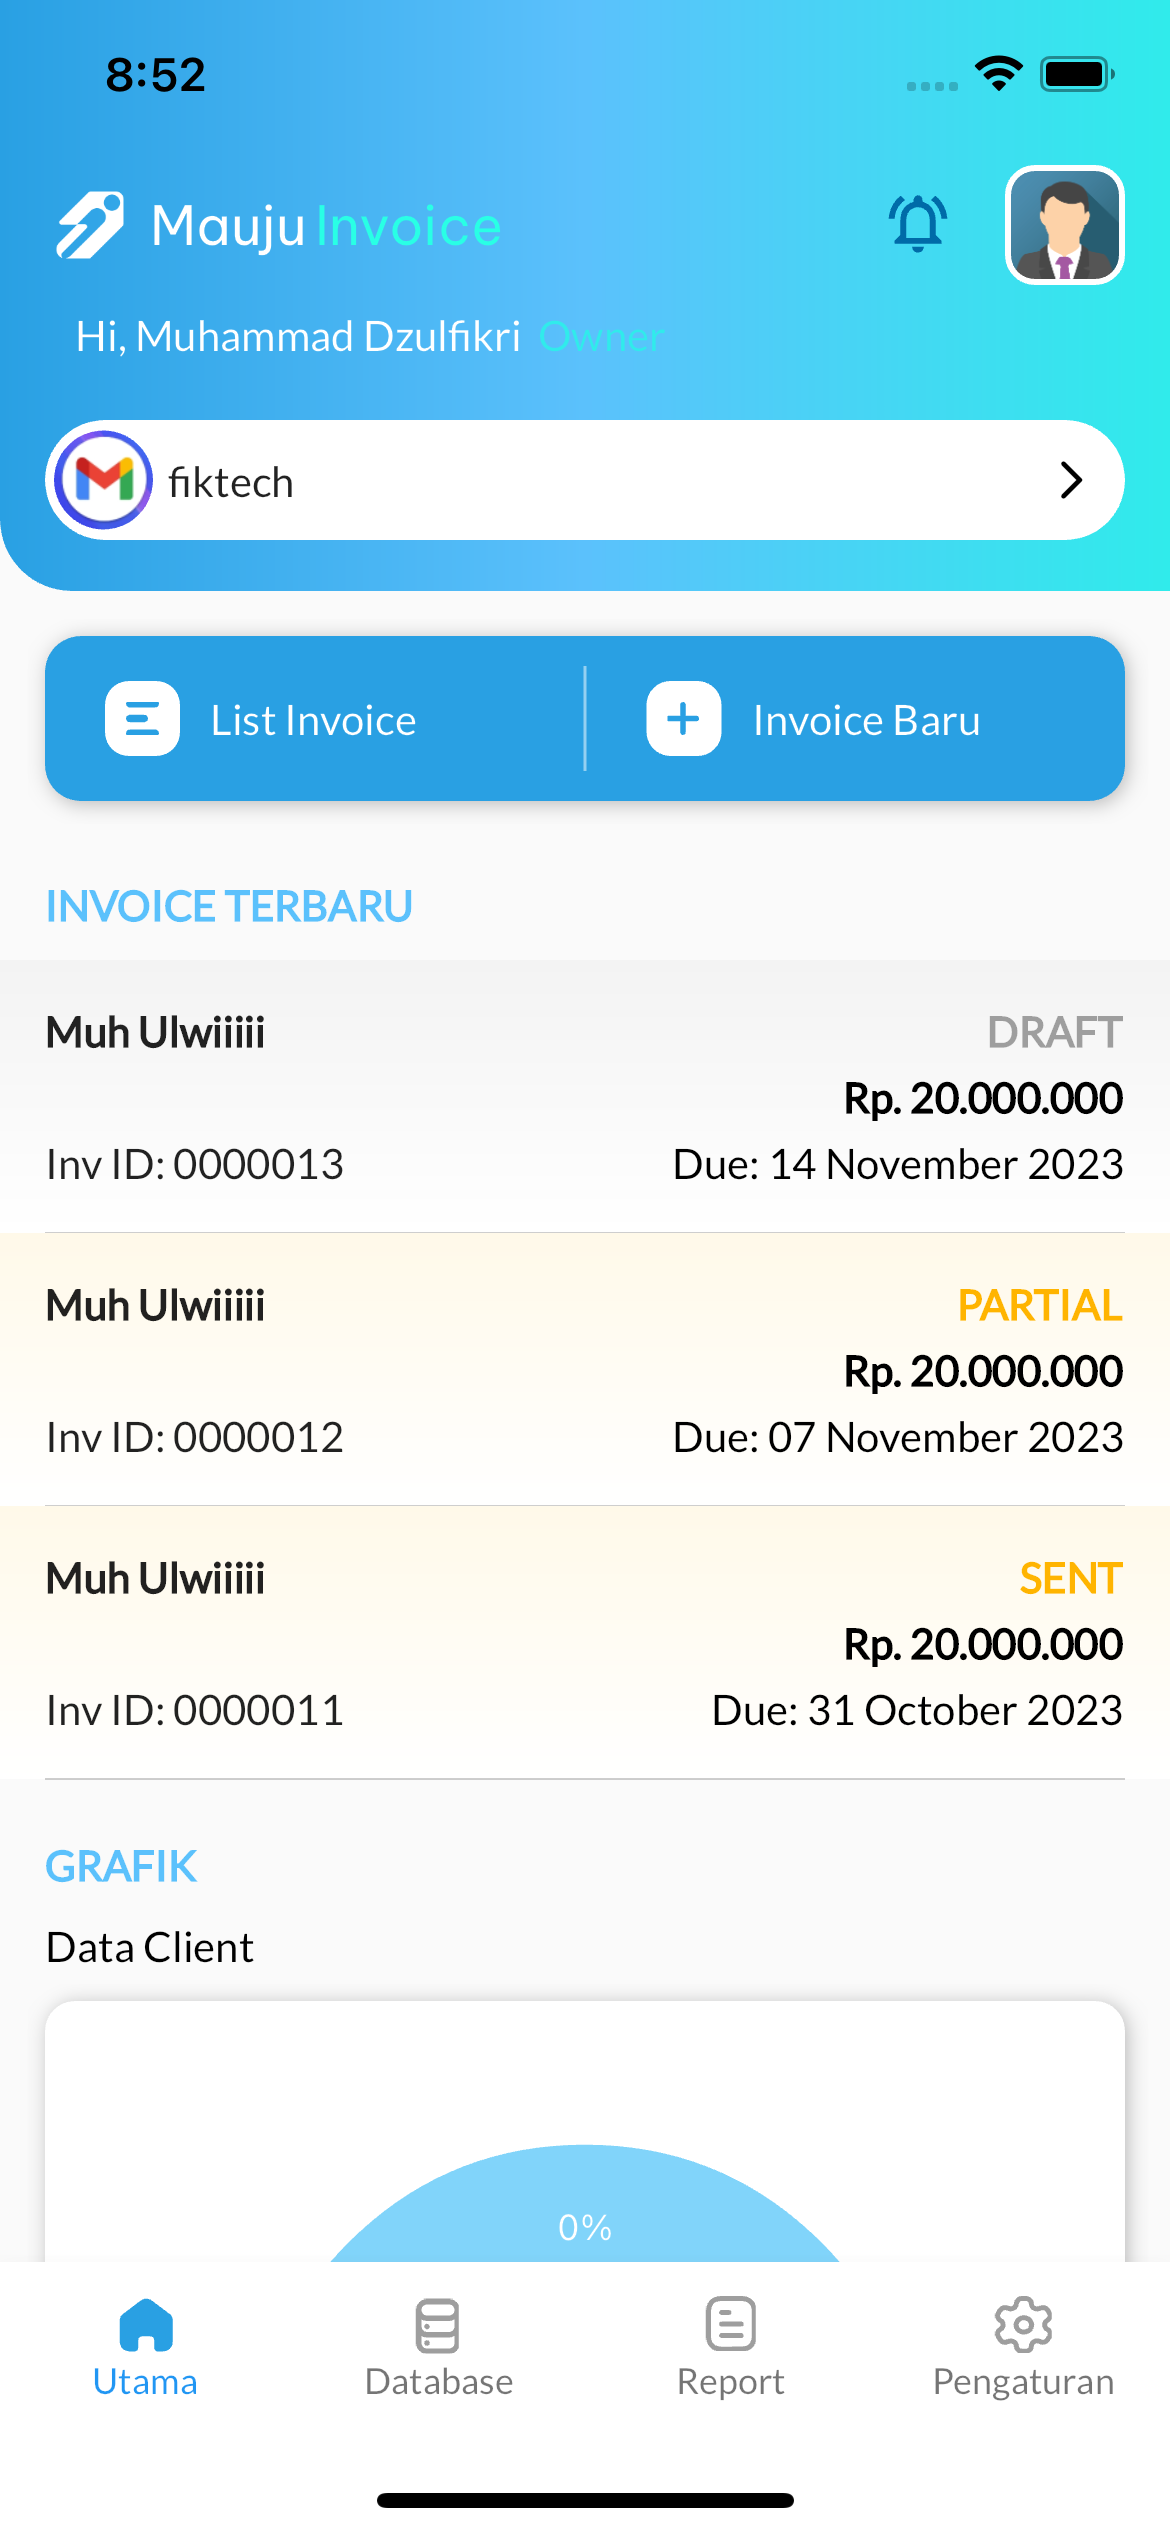 8:52
Mauju Invoice
Hi, Muhammad Dzulfikri Owner
fiktech
List Invoice
Invoice Baru
INVOICE TERBARU
Muh Ulwiiiii
DRAFT
Rp. 20.000.000
Inv ID: 0000013
Due: 14 November 2023
Muh Ulwiiiii
PARTIAL
Rp. 20.000.000
Inv ID: 0000012
Due: 07 November 2023
Muh Ulwiiiii
SENT
Rp. 20.000.000
Inv ID: 0000011
Due: 31 October 2023
GRAFIK
Data Client
0%
Utama
Database
Report
Pengaturan